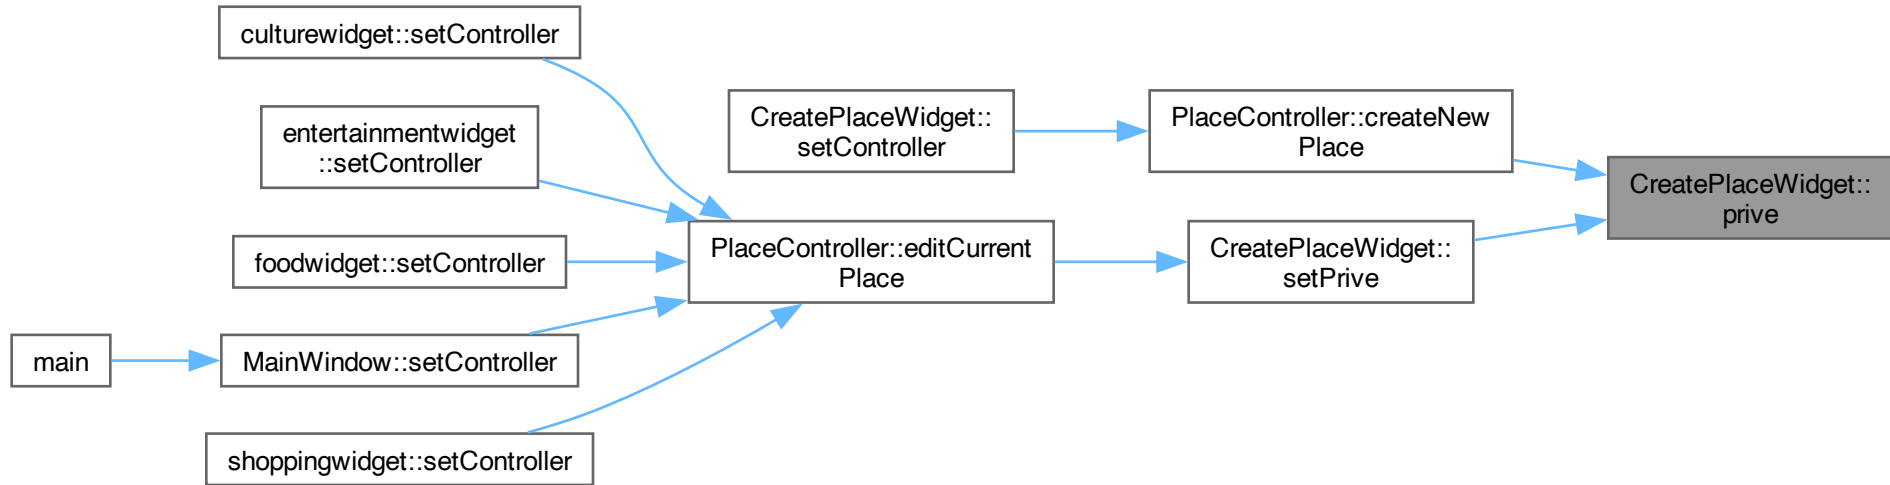 culturewidget::setController
entertainmentwidget
::setController
foodwidget::setController
main
MainWindow::setController
shoppingwidget::setController
CreatePlaceWidget::
setController
PlaceController::editCurrent
Place
PlaceController::createNew
Place
CreatePlaceWidget::
setPrive
CreatePlaceWidget::
prive